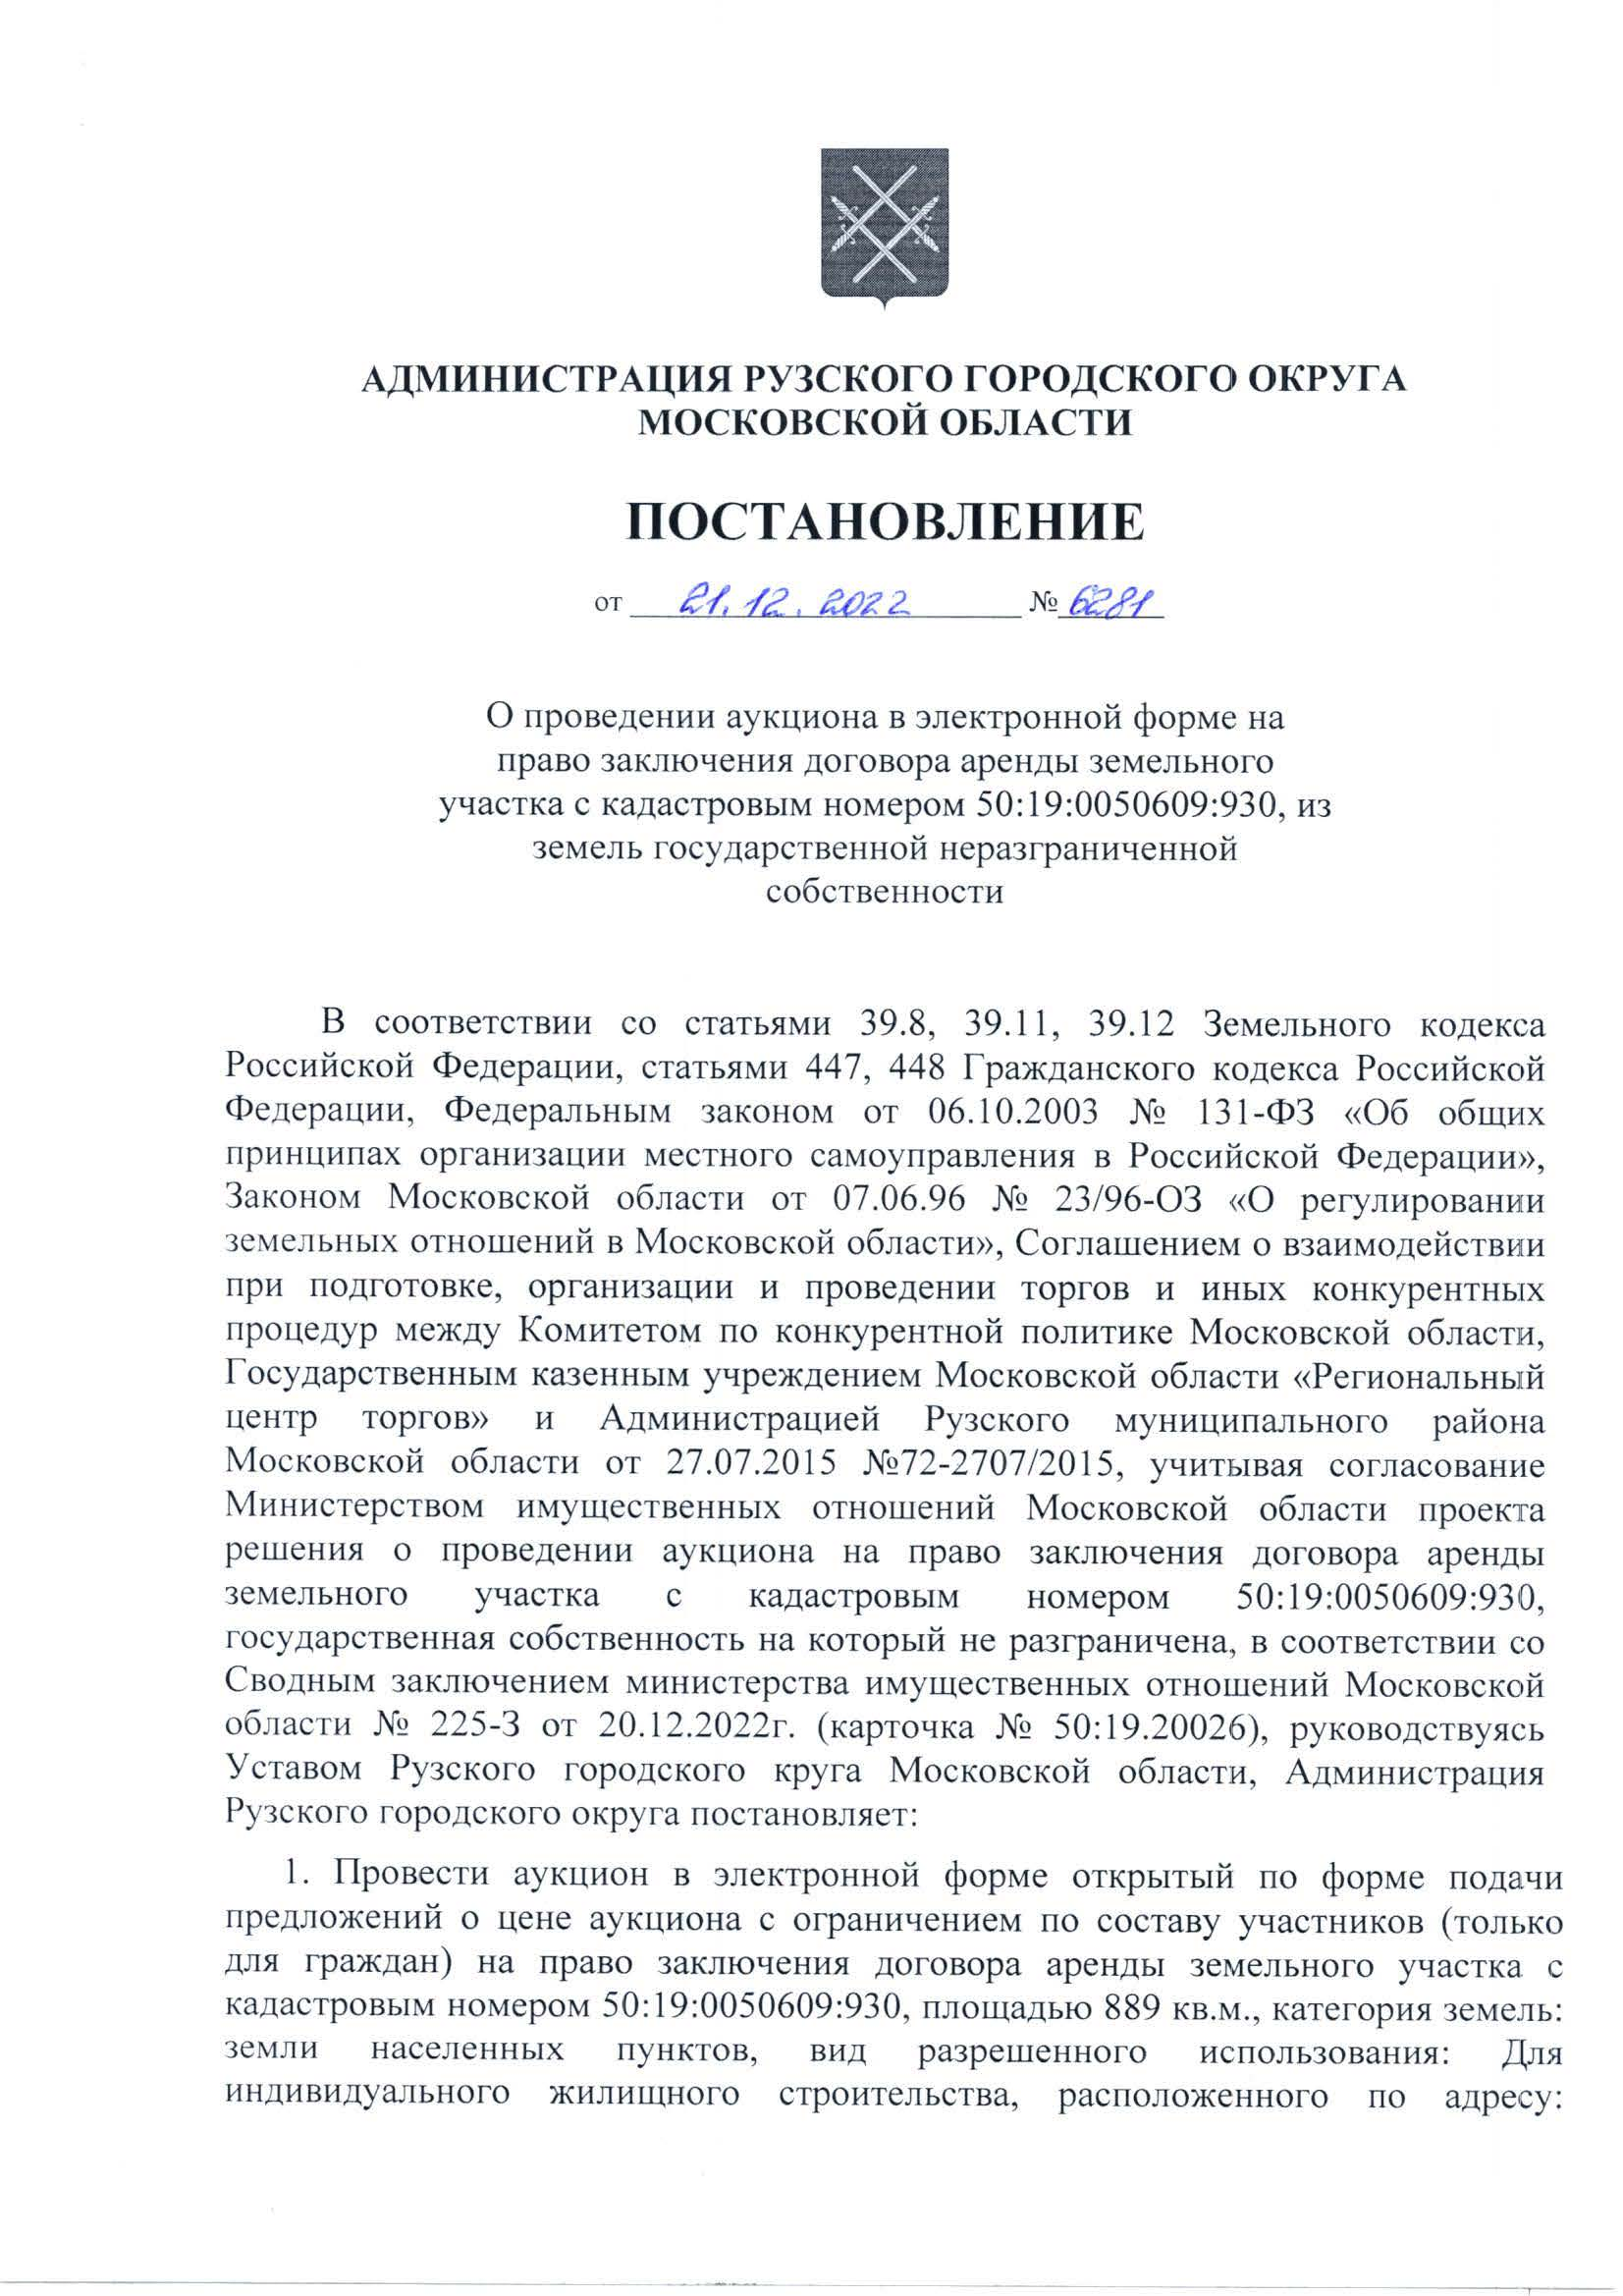 АДМИНИСТРАЦИЯ РУЗСКОГО ГОРОДСКОГО ОКРУГА
МОСКОВСКОЙ ОБЛАСТИ
ПОСТАНОВЛЕНИЕ
от 21.12.2022 № 6281
О проведении аукциона в электронной форме на
право заключения договора аренды земельного
участка с кадастровым номером 50:19:0050609:930, из
земель государственной неразграниченной
собственности
В соответствии со статьями 39.8, 39.11, 39.12 Земельного кодекса
Российской Федерации, статьями 447, 448 Гражданского кодекса Российской
Федерации, Федеральным законом от 06.10.2003 № 131-ФЗ «Об общих
принципах организации местного самоуправления в Российской Федерации»,
Законом Московской области от 07.06.96 № 23/96-ОЗ «О регулировании
земельных отношений в Московской области», Соглашением о взаимодействии
при подготовке, организации и проведении торгов и иных конкурентных
процедур между Комитетом по конкурентной политике Московской области,
Государственным казенным учреждением Московской области «Региональный
центр торгов» и Администрацией Рузского муниципального района
Московской области от 27.07.2015 №72-2707/2015, учитывая согласование
Министерством имущественных отношений Московской области проекта
решения о проведении аукциона на право заключения договора аренды
земельного участка с кадастровым номером 50:19:0050609:930,
государственная собственность на который не разграничена, в соответствии со
Сводным заключением министерства имущественных отношений Московской
области № 225-З от 20.12.2022г. (карточка № 50:19.20026), руководствуясь
Уставом Рузского городского круга Московской области, Администрация
Рузского городского округа постановляет:
1. Провести аукцион в электронной форме открытый по форме подачи
предложений о цене аукциона с ограничением по составу участников (только
для граждан) на право заключения договора аренды земельного участка с
кадастровым номером 50:19:0050609:930, площадью 889 кв.м., категория земель:
земли населенных пунктов, вид разрешенного использования: Для
индивидуального жилищного строительства, расположенного по адресу: